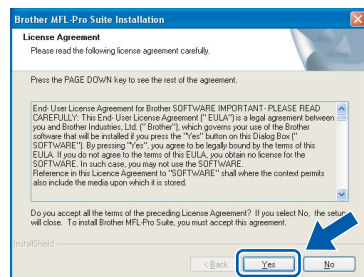 Brother MFL-Pro Suite Installation
License Agreement
Please read the following license agreement carefully.
Press the PAGE DOWN key to see the rest of the agreement.
End- User License Agreement for Brother SOFTWARE IMPORTANT- PLEASE READ
CAREFULLY: This End- User License Agreement (" EULA") is a legal agreement between
you and Brother Industries, Ltd. (" Brother"), which governs your use of the Brother
software that will be installed if you press the "Yes" button on this Dialog Box ("
SOFTWARE"). By pressing "Yes", you agree to be legally bound by the terms of this
EULA. If you do not agree to the terms of this EULA, you obtain no license for the
SOFTWARE. In such case, you may not use the SOFTWARE.
Reference in this Licence Agreement to "SOFTWARE" shall where the context permits
also include the media upon which it is stored.
Do you accept all the terms of the preceding License Agreement? If you select No, the setup
will close. To install Brother MFL-Pro Suite, you must accept this agreement.
InstallShield
< Back Yes No